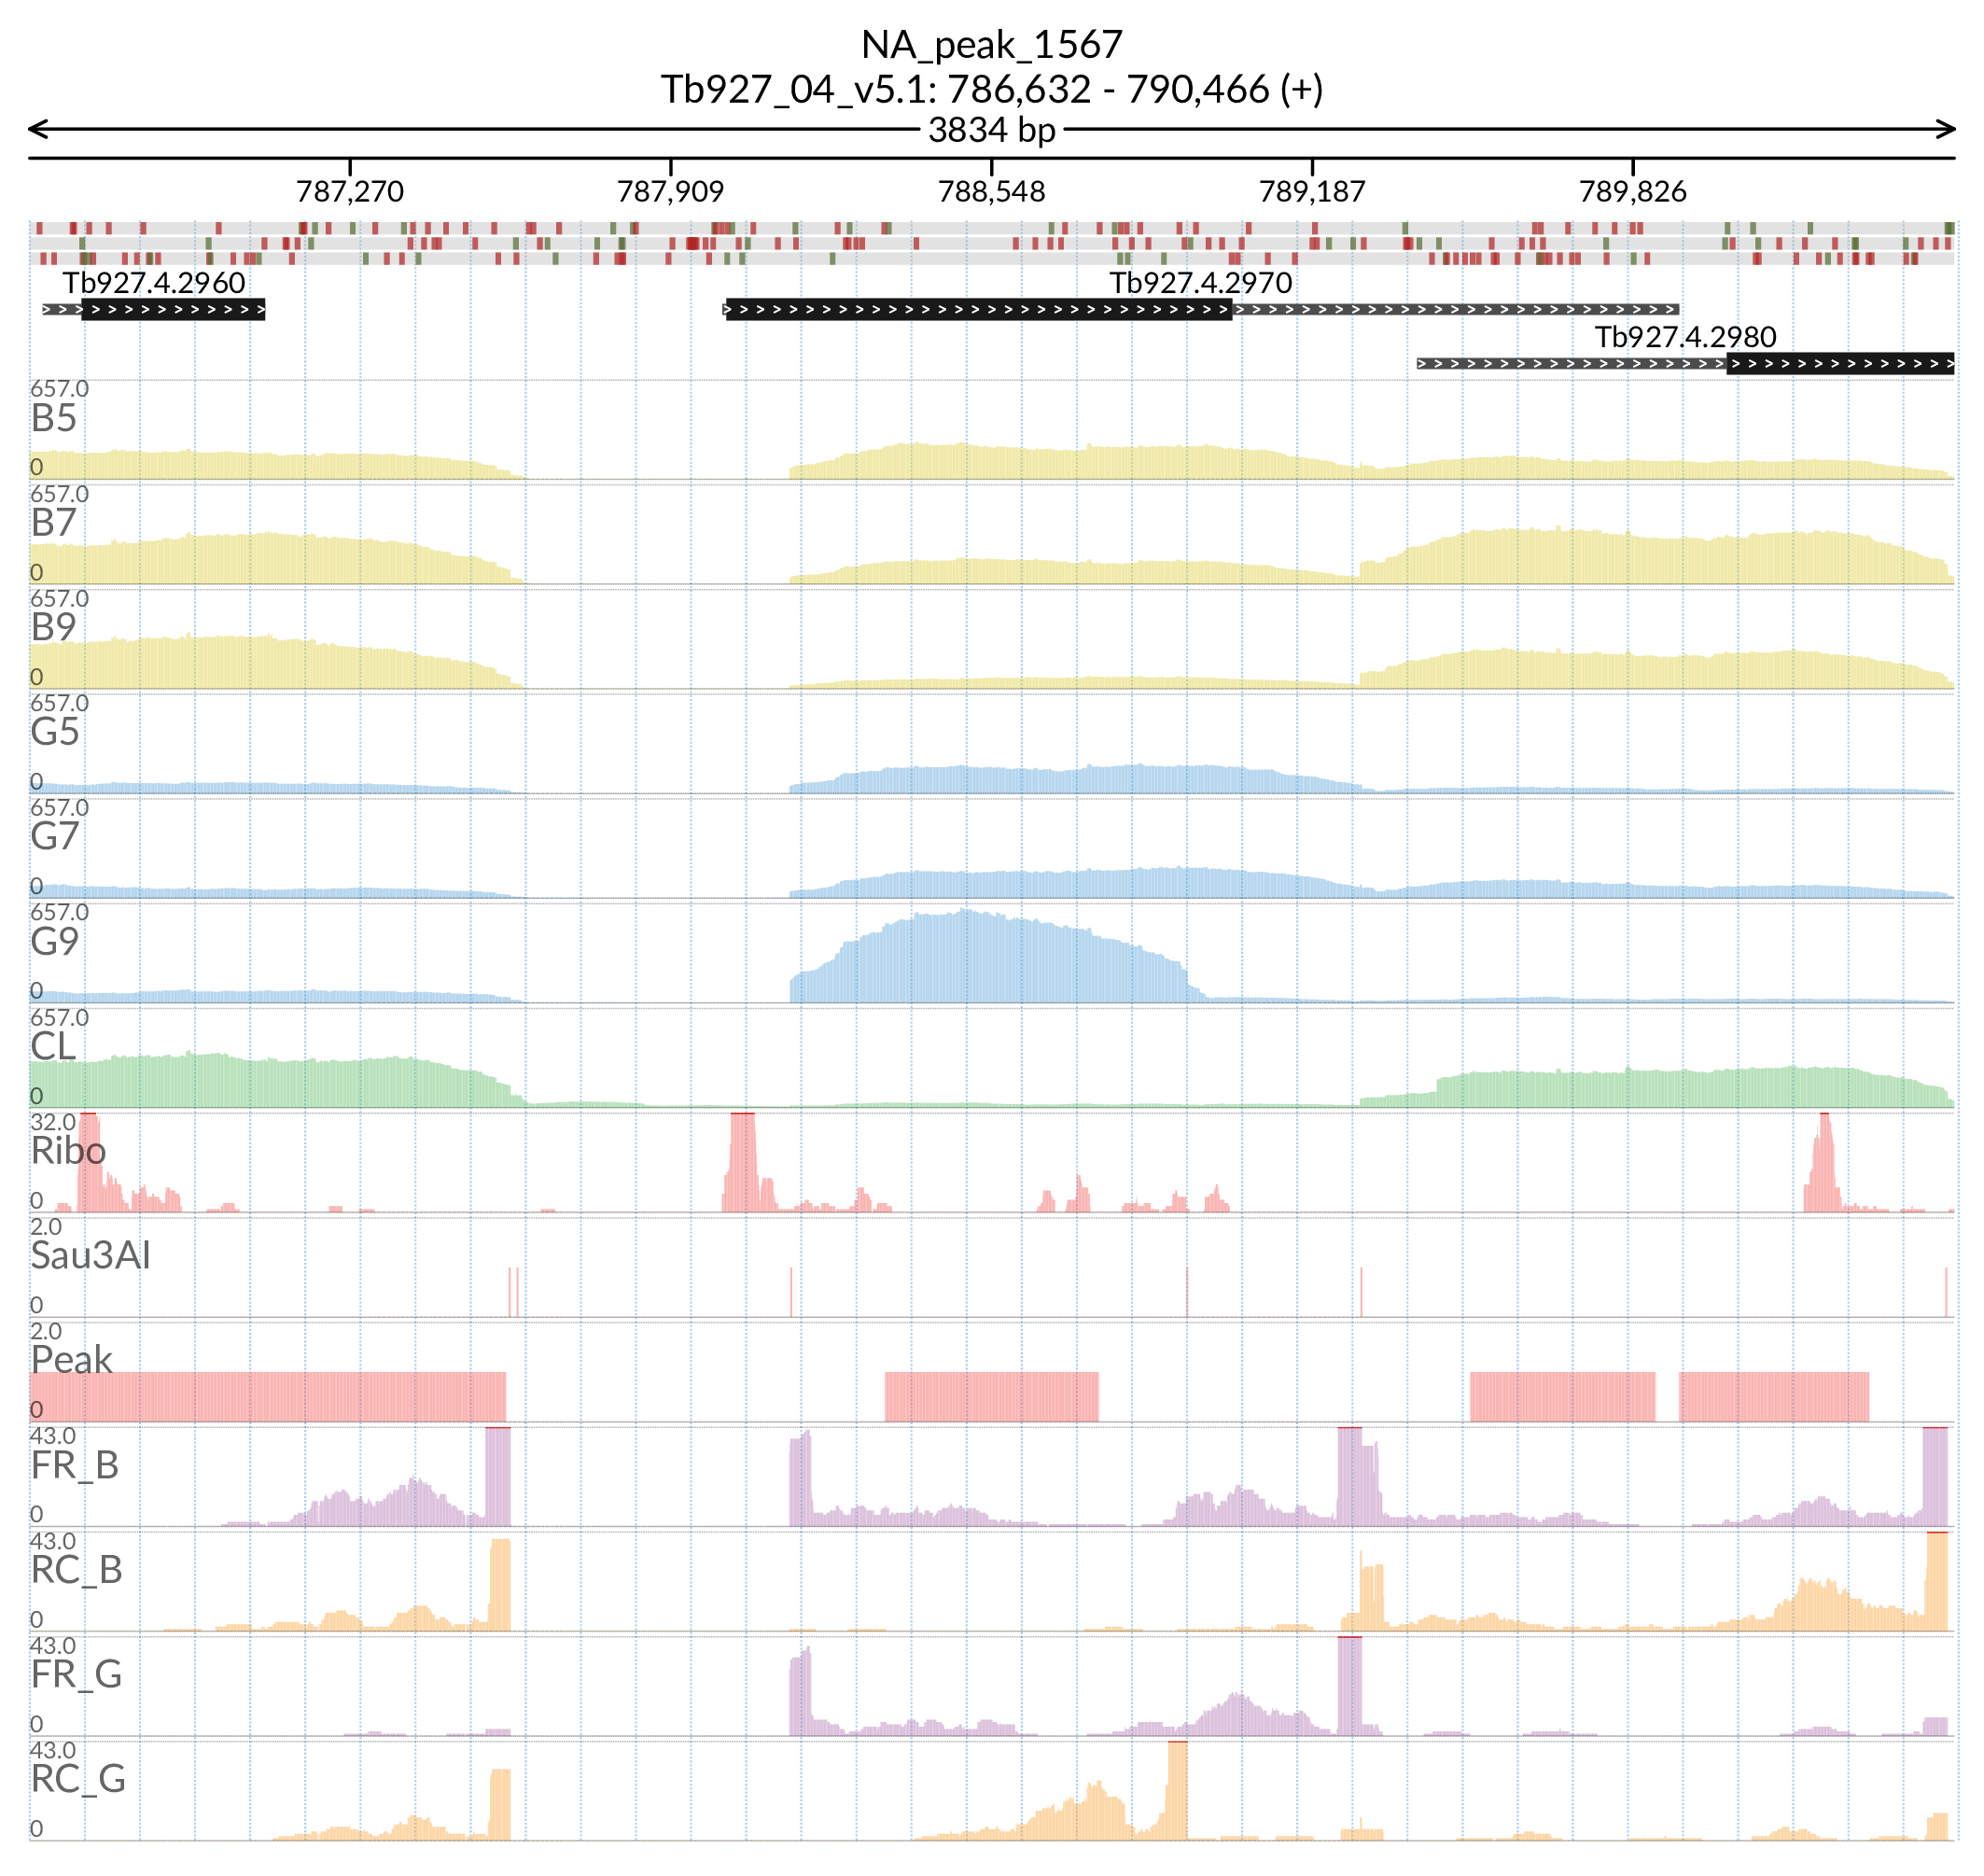 NA_peak_1567
Tb927_04_v5.1: 786,632 - 790,466 (+)
3834 bp
787,270 787,909 788,548 789,187 789,826
Tb927.4.2960 Tb927.4.2970
Tb927.4.2980
657.0
B5
0
657.0
B7
0
657.0
B9
0
657.0
G5
0
657.0
G7
0
657.0
G9
0
657.0
CL
0
32.0
Ribo
0
2.0
Sau3AI
0
2.0
Peak
0
43.0
FR_B
0
43.0
RC_B
0
43.0
FR_G
0
43.0
RC_G
0